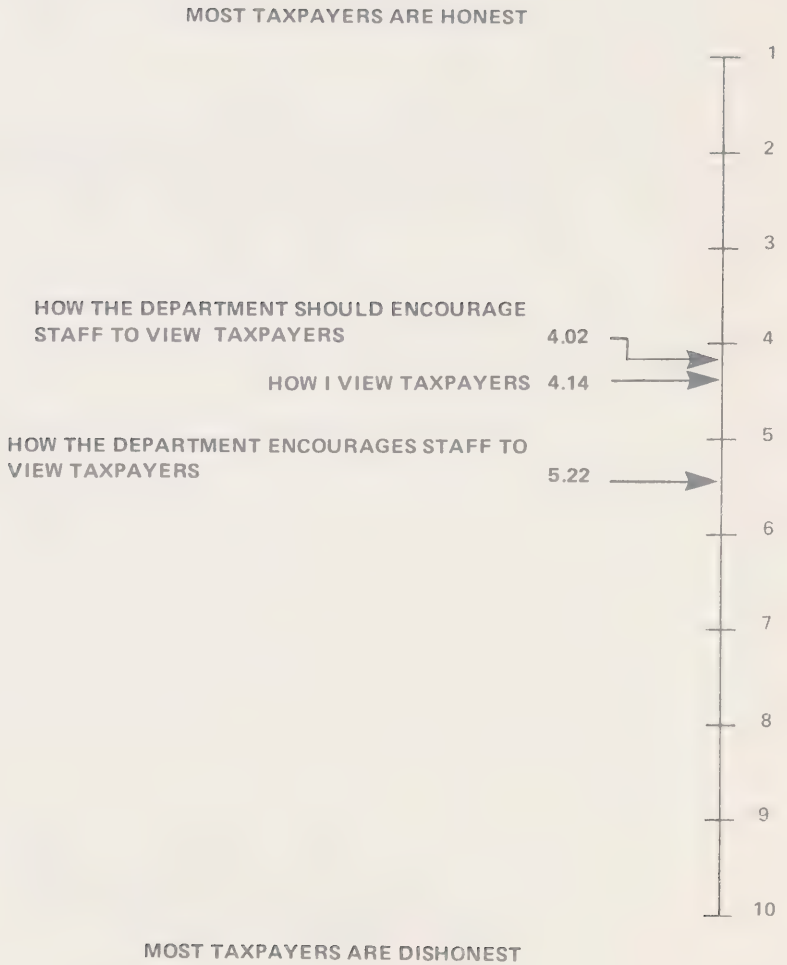 MOST TAXPAYERS ARE HONEST
1
2
3
HOW THE DEPARTMENT SHOULD ENCOURAGE
STAFF TO VIEW TAXPAYERS 4.02 4
HOW I VIEW TAXPAYERS 4.14
5
HOW THE DEPARTMENT ENCOURAGES STAFF TO
VIEW TAXPAYERS 5.22
6
7
8
9
10
MOST TAXPAYERS ARE DISHONEST